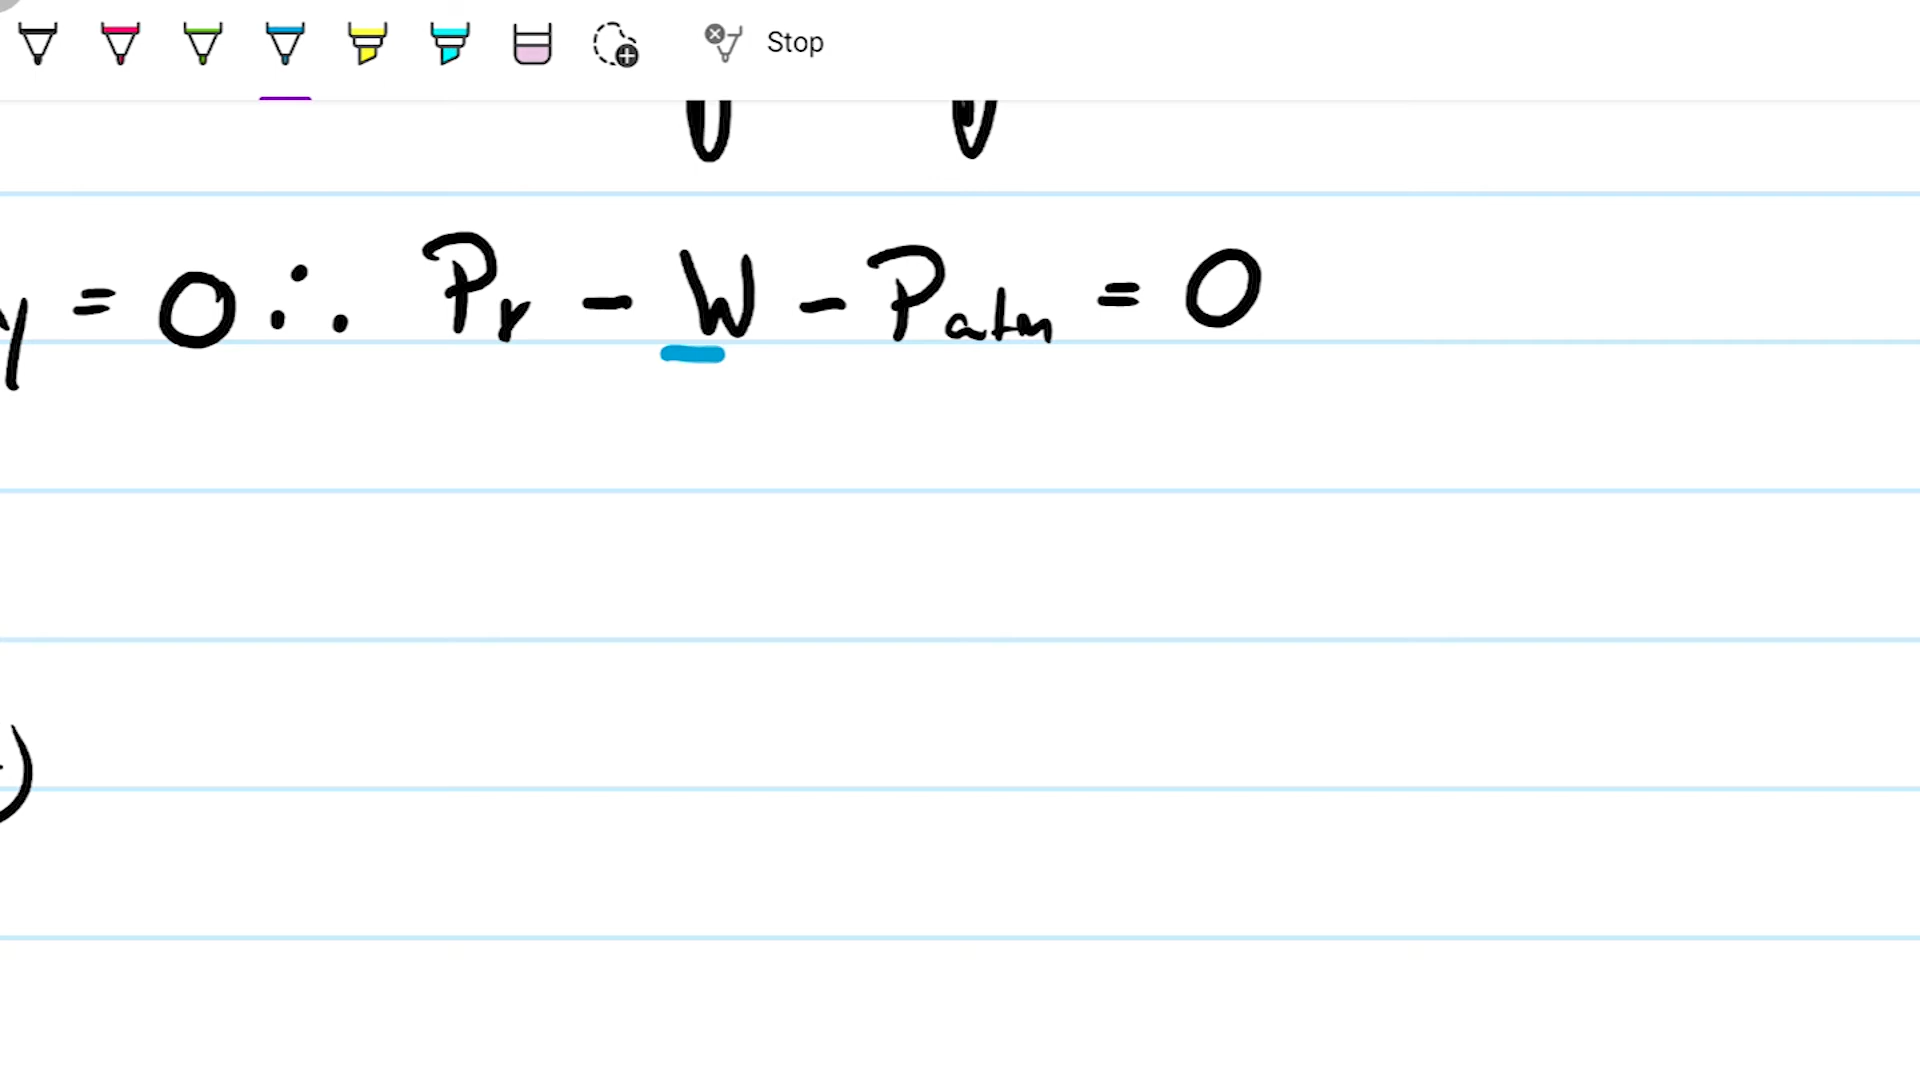 Stop
y = 0 ∴ Pr - W - Patm = 0
)